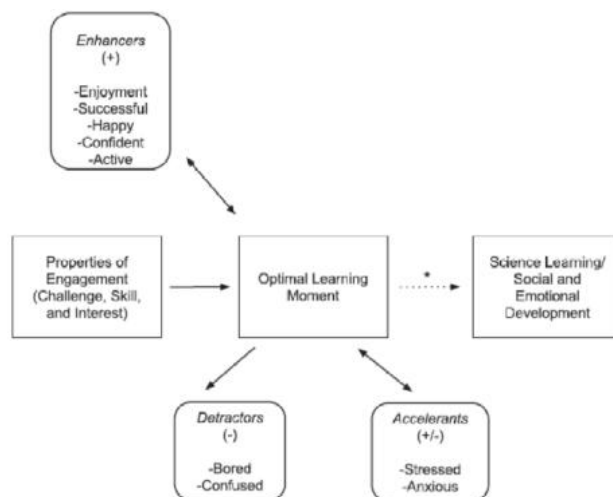 Enhancers
(+)
-Enjoyment
-Successful
-Happy
-Confident
-Active
Properties of
Engagement
(Challenge, Skill,
and Interest)
Optimal Learning
Moment
*
Science Learning/
Social and
Emotional
Development
Detractors
(-)
-Bored
-Confused
Accelerants
(+/-)
-Stressed
-Anxious